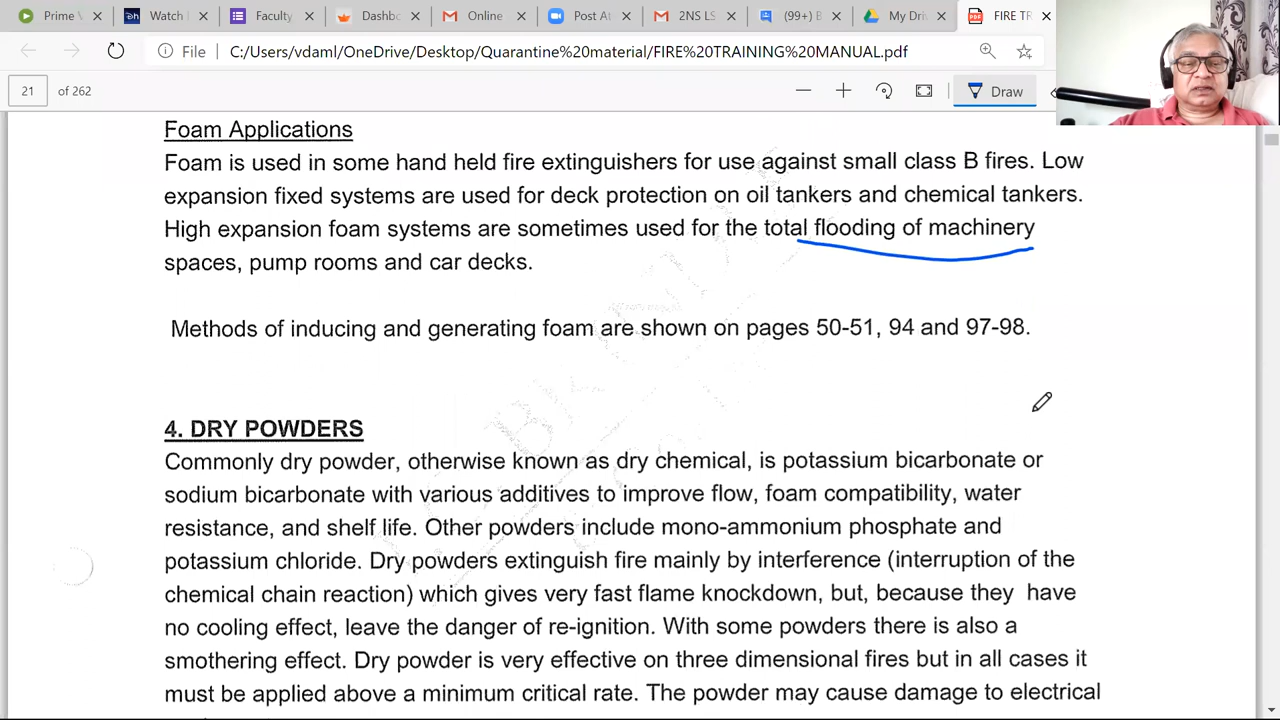 Prime V
Watch
Faculty
Dashb
Online
Post At
2NS S
(99+) B
My Dri
FIRE TR
File
C:/Users/vdaml/OneDrive/Desktop/Quarantine%20material/FIRE%20TRAINING%20MANUAL.pdf
21 of 262
Draw
Foam Applications
Foam is used in some hand held fire extinguishers for use against small class B fires. Low
expansion fixed systems are used for deck protection on oil tankers and chemical tankers.
High expansion foam systems are sometimes used for the total flooding of machinery
spaces, pump rooms and car decks.
Methods of inducing and generating foam are shown on pages 50-51, 94 and 97-98.
4. DRY POWDERS
Commonly dry powder, otherwise known as dry chemical, is potassium bicarbonate or
sodium bicarbonate with various additives to improve flow, foam compatibility, water
resistance, and shelf life. Other powders include mono-ammonium phosphate and
potassium chloride. Dry powders extinguish fire mainly by interference (interruption of the
chemical chain reaction) which gives very fast flame knockdown, but, because they have
no cooling effect, leave the danger of re-ignition. With some powders there is also a
smothering effect. Dry powder is very effective on three dimensional fires but in all cases it
must be applied above a minimum critical rate. The powder may cause damage to electrical